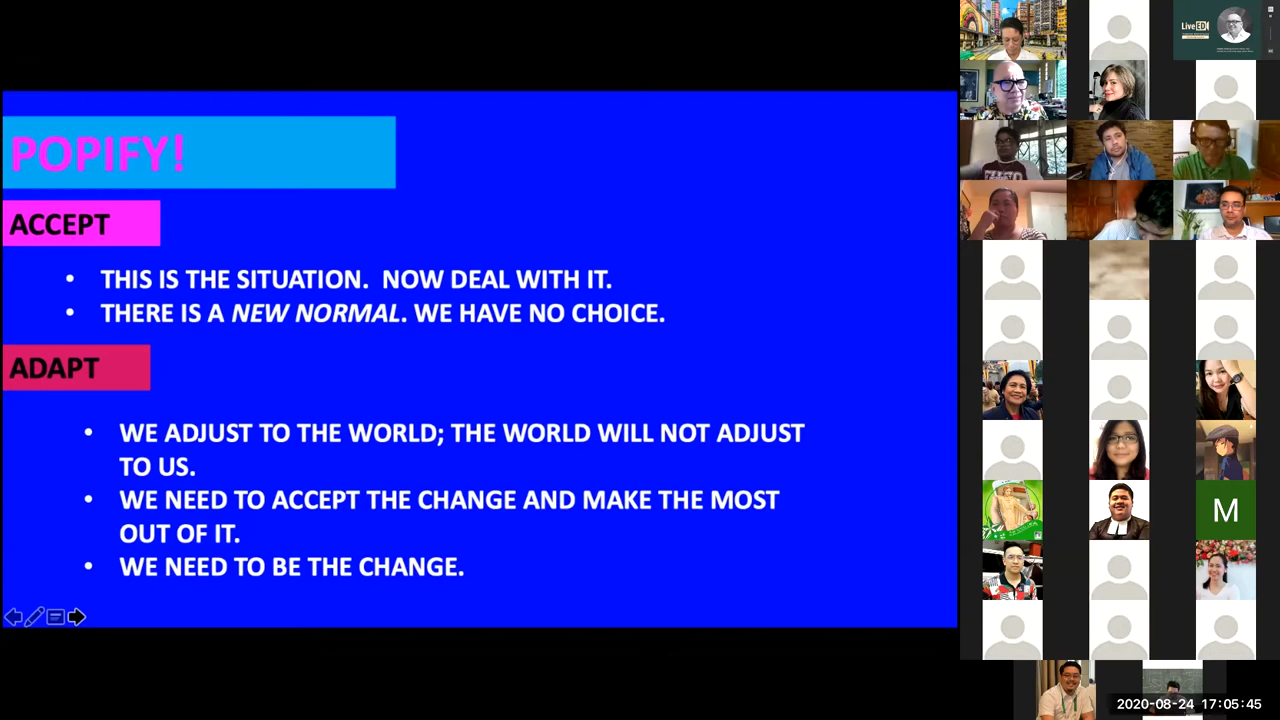 POPIFY!
ACCEPT
• THIS IS THE SITUATION.  NOW DEAL WITH IT.
• THERE IS A NEW NORMAL. WE HAVE NO CHOICE.
ADAPT
• WE ADJUST TO THE WORLD; THE WORLD WILL NOT ADJUST
TO US.
• WE NEED TO ACCEPT THE CHANGE AND MAKE THE MOST
OUT OF IT.
• WE NEED TO BE THE CHANGE.
Live ED
M
2020-08-24 17:05:45